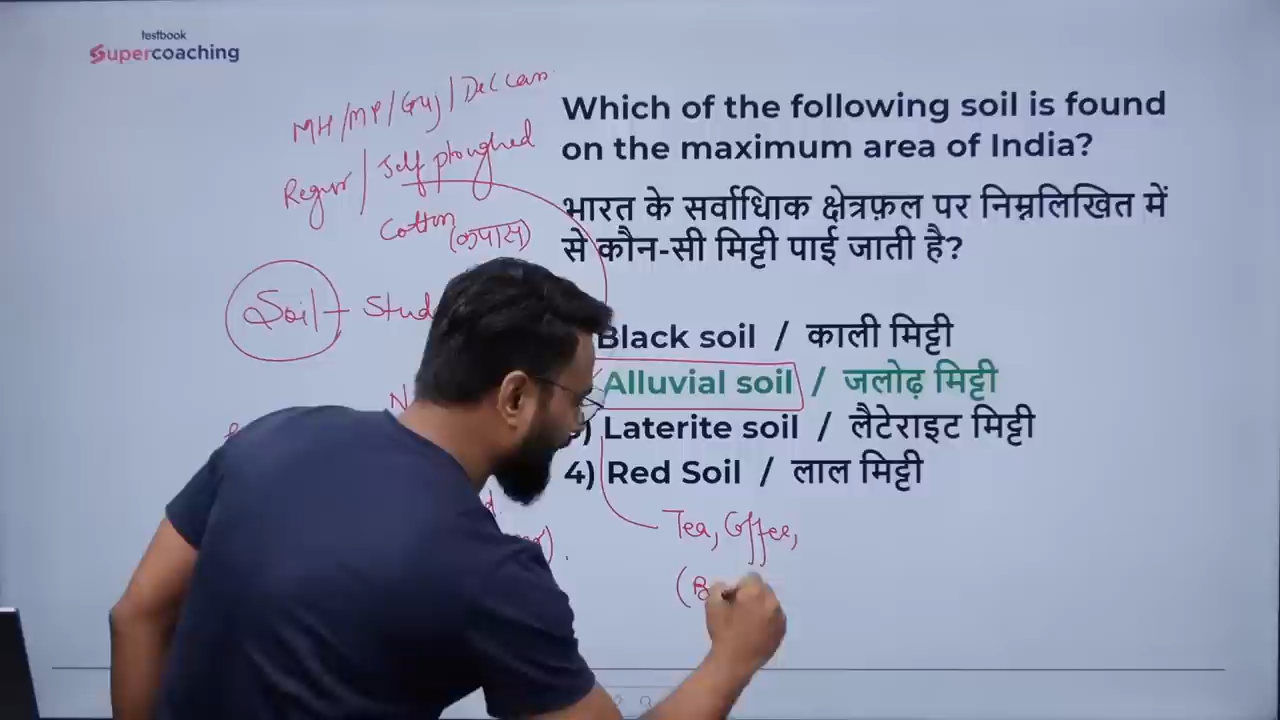 testbook
Supercoaching
MH/MP/Guj/Deccan
Regur / Self ploughed
Cotton
(कपास)
Soil - Stud
Which of the following soil is found
on the maximum area of India?
भारत के सर्वाधिाक क्षेत्रफ़ल पर निम्नलिखित में
से कौन-सी मिट्टी पाई जाती है?
Black soil / काली मिट्टी
Alluvial soil / जलोढ़ मिट्टी
) Laterite soil / लैटेराइट मिट्टी
4) Red Soil / लाल मिट्टी
Tea, Coffee,
(B